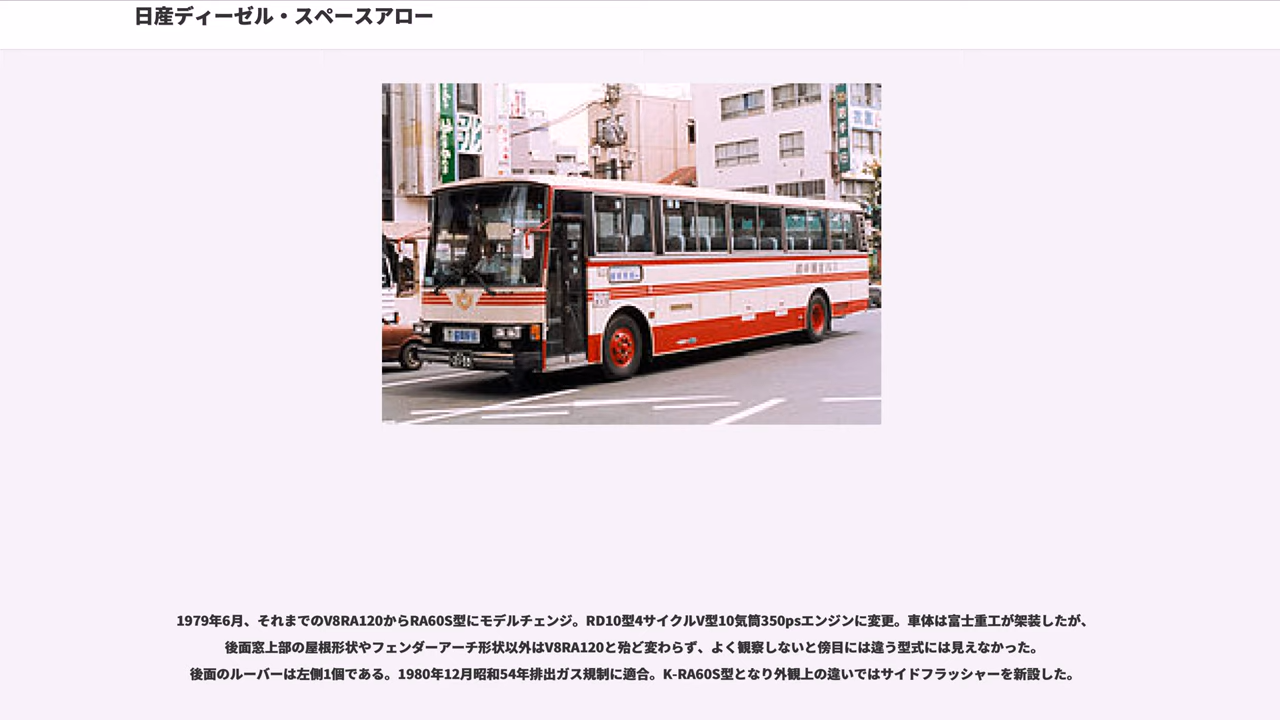 日産ディーゼル・スペースアロー
1979年6月、それまでのV8RA120からRA60S型にモデルチェンジ。RD10型4サイクルV型10気筒350psエンジンに変更。車体は富士重工が架装したが、
後面窓上部の屋根形状やフェンダーアーチ形状以外はV8RA120と殆ど変わらず、よく観察しないと傍目には違う型式には見えなかった。
後面のルーバーは左側1個である。1980年12月昭和54年排出ガス規制に適合。K-RA60S型となり外観上の違いではサイドフラッシャーを新設した。